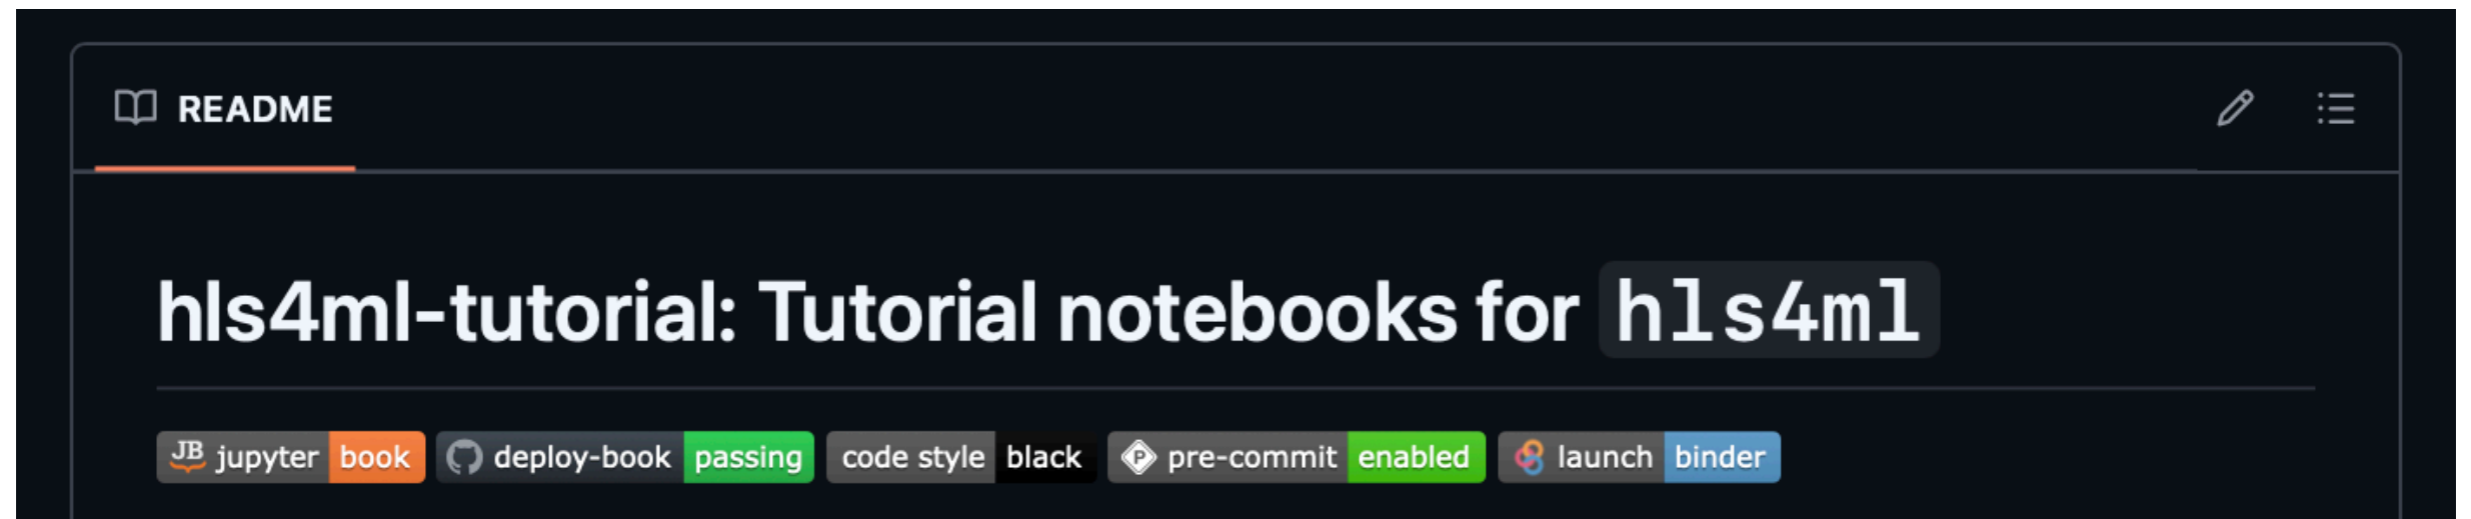 README
hls4ml-tutorial: Tutorial notebooks for hls4ml
JB jupyter book deploy-book passing code style black P pre-commit enabled launch binder